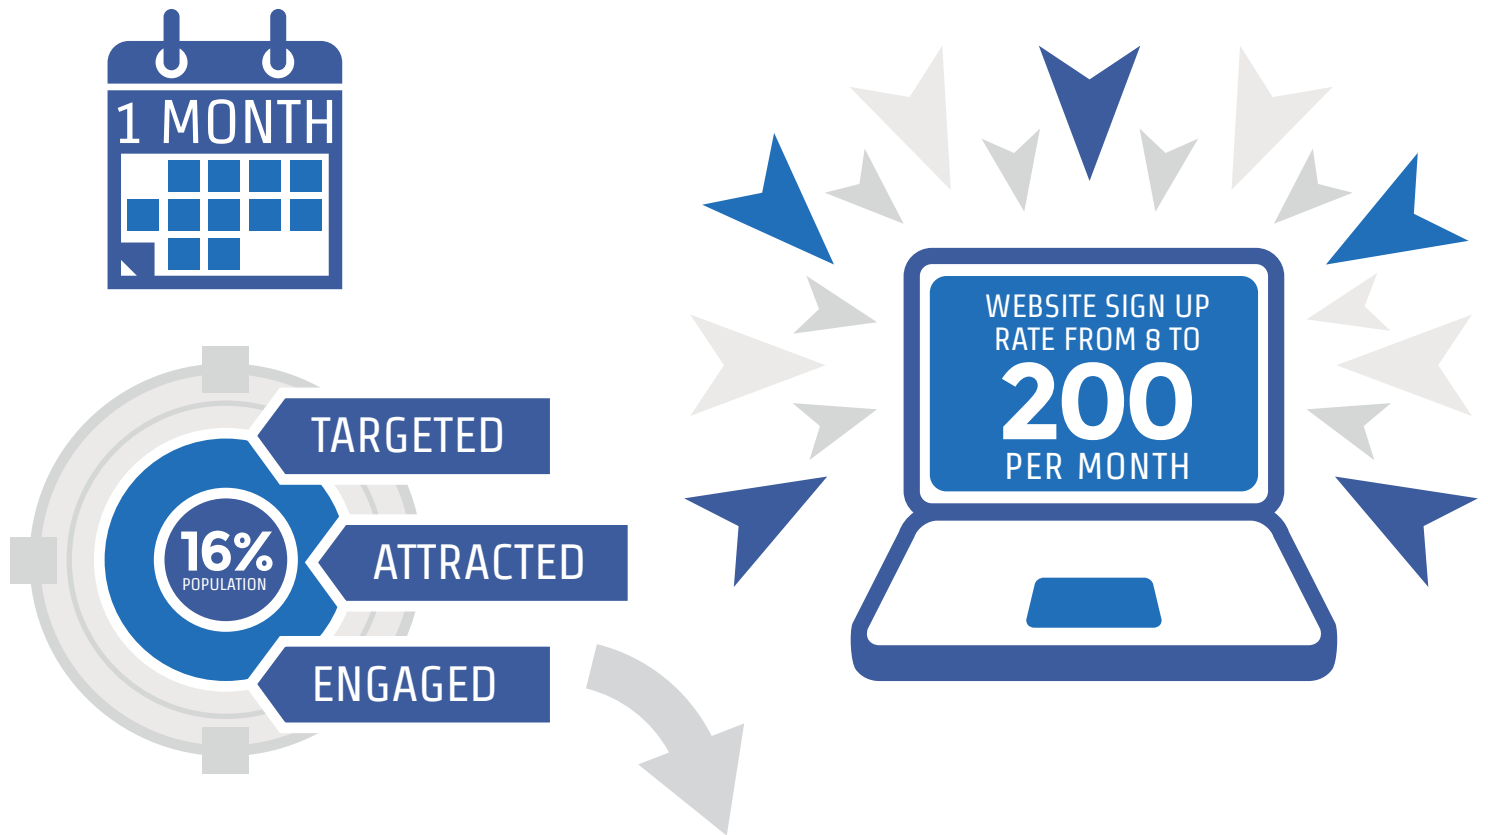 1 MONTH
TARGETED
ATTRACTED
ENGAGED
16%
POPULATION
WEBSITE SIGN UP
RATE FROM 8 TO
200
PER MONTH